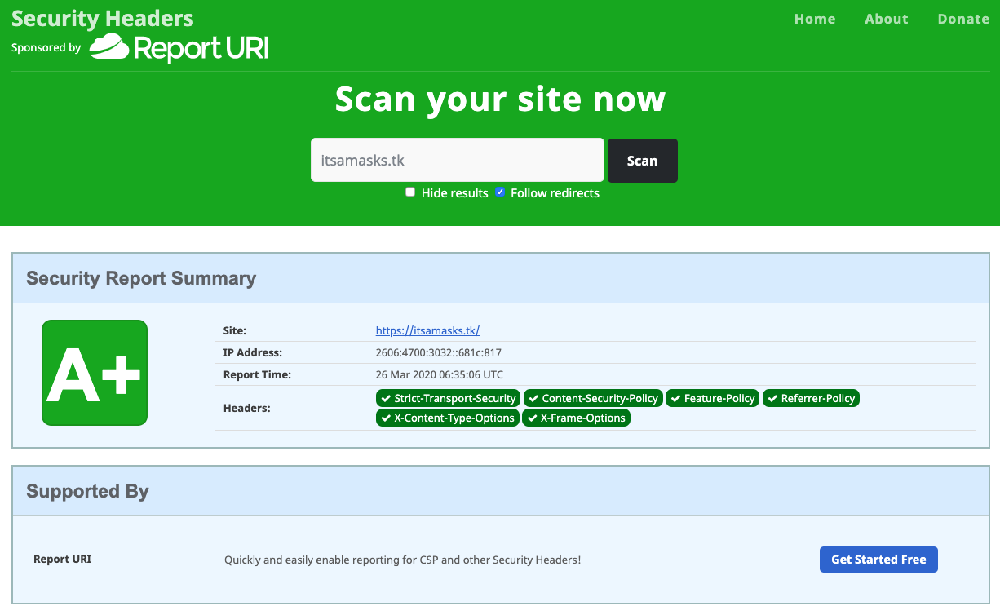 Security Headers
Home About Donate
Sponsored by Report URI
Scan your site now
itsamasks.tk Scan
Hide results Follow redirects
Security Report Summary
A+
Site: https://itsamasks.tk/
IP Address: 2606:4700:3032::681c:817
Report Time: 26 Mar 2020 06:35:06 UTC
Headers: Strict-Transport-Security Content-Security-Policy Feature-Policy Referrer-Policy
X-Content-Type-Options X-Frame-Options
Supported By
Report URI Quickly and easily enable reporting for CSP and other Security Headers! Get Started Free